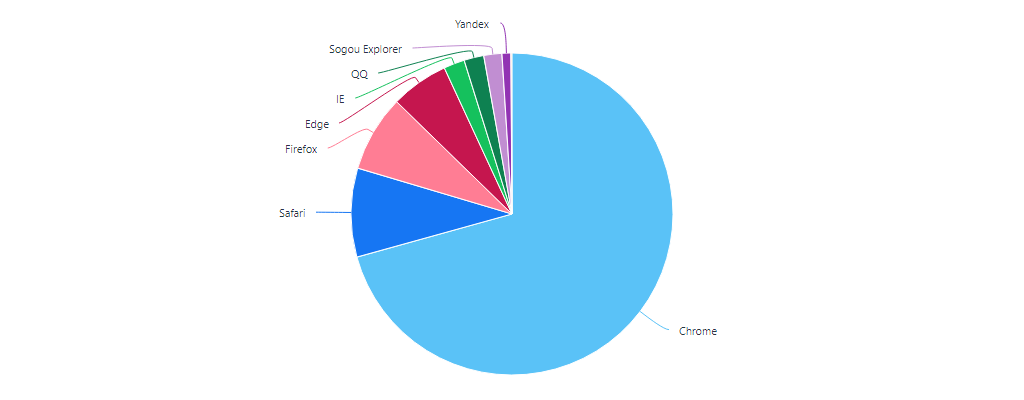 Yandex
Sogou Explorer
QQ
IE
Edge
Firefox
Safari
Chrome